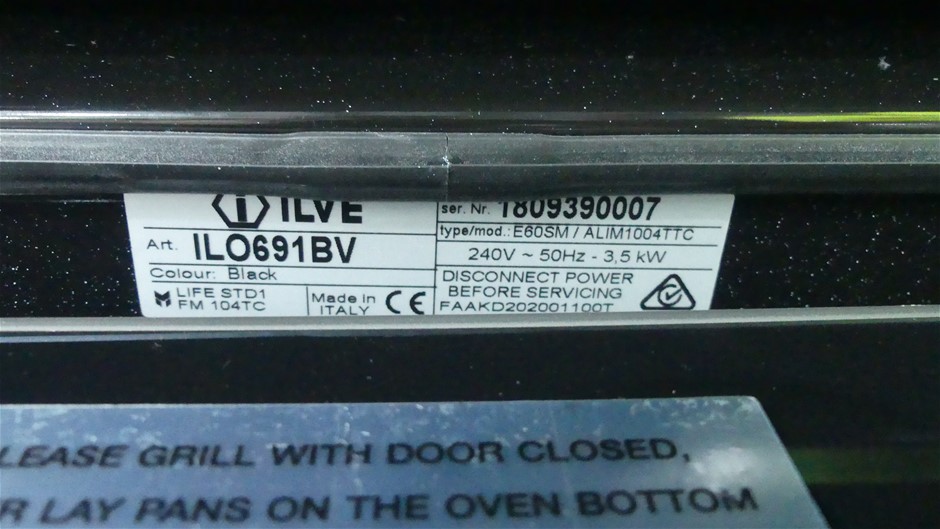 ILVE
ser. Nr. 1809390007
type/mod.: E60SM / ALIM1004TTC
Art. ILO691BV
240V ~ 50Hz - 3,5 kW
Colour: Black
DISCONNECT POWER
BEFORE SERVICING
FAAKD202001100T
LIFE STD1
FM 104TC
Made in
ITALY
CE
LEASE GRILL WITH DOOR CLOSED,
R LAY PANS ON THE OVEN BOTTOM